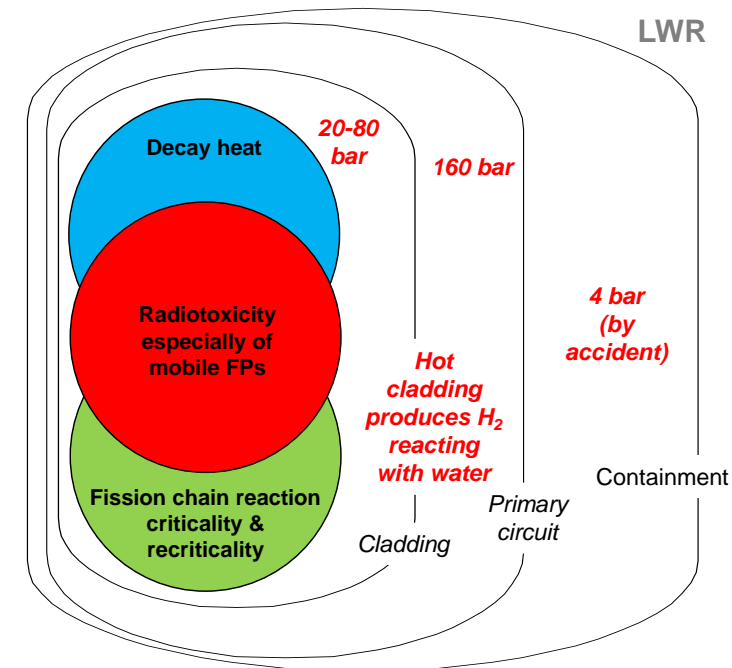 LWR
20-80
bar
Decay heat
160 bar
Radiotoxicity
especially of
mobile FPs
4 bar
(by
accident)
Hot
cladding
produces H₂
reacting
with water
Containment
Fission chain reaction
criticality &
recriticality
Primary
circuit
Cladding